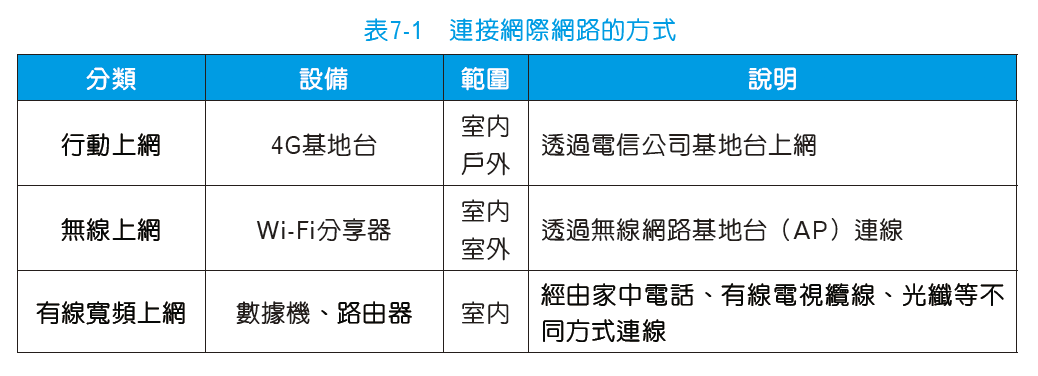 表7-1 連接網際網路的方式
分類 設備 範圍 說明
行動上網 4G基地台 室內 戶外 透過電信公司基地台上網
無線上網 Wi-Fi分享器 室內 室外 透過無線網路基地台（AP）連線
有線寬頻上網 數據機、路由器 室內 經由家中電話、有線電視纜線、光纖等不
同方式連線